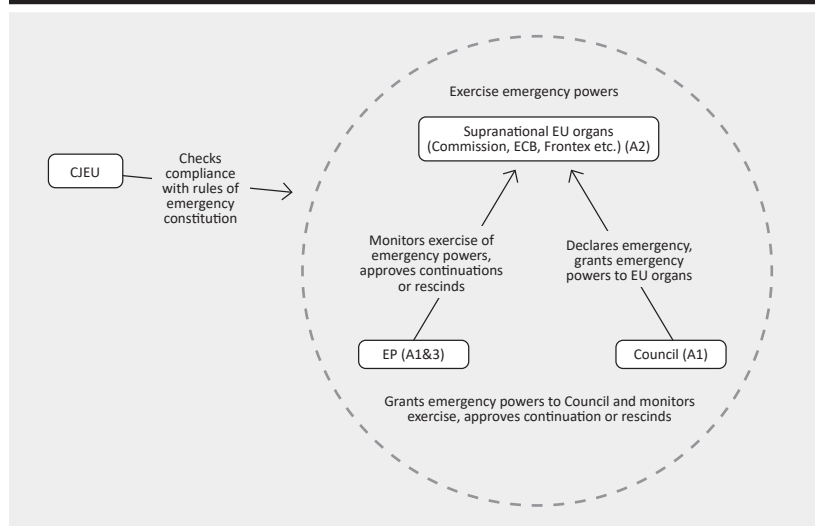 Exercise emergency powers
Supranational EU organs
(Commission, ECB, Frontex etc.) (A2)
CJEU
Checks
compliance
with rules of
emergency
constitution
Monitors exercise of
emergency powers,
approves continuations
or rescinds
Declares emergency,
grants emergency
powers to EU organs
EP (A1&3)
Council (A1)
Grants emergency powers to Council and monitors
exercise, approves continuation or rescinds